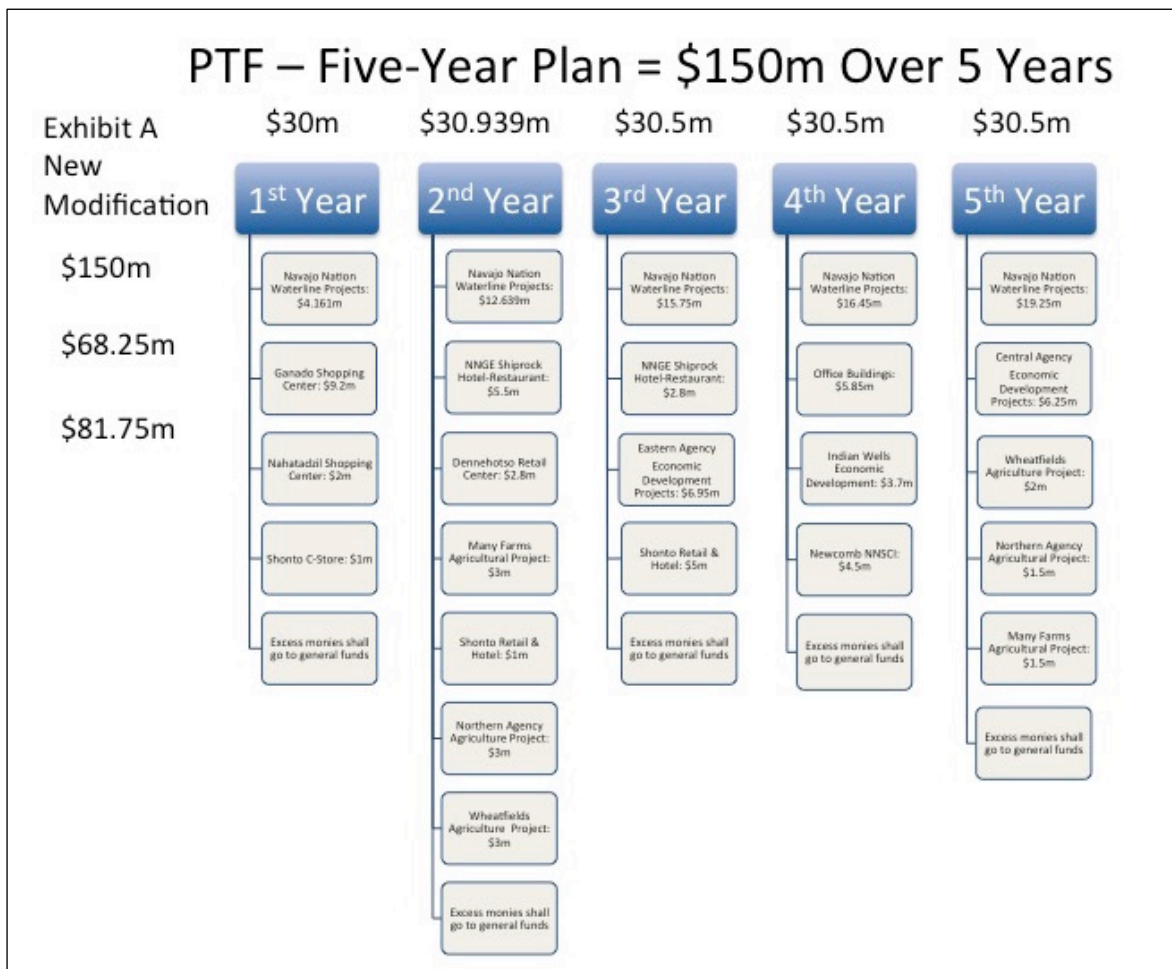 PTF – Five-Year Plan = $150m Over 5 Years
Exhibit A
New
Modification
$150m
$68.25m
$81.75m
$30m
1st Year
Navajo Nation
Waterline Projects:
$4.161m
Ganado Shopping
Center: $9.2m
Nahatadzil Shopping
Center: $2m
Shonto C-Store: $1m
Excess monies shall
go to general funds
$30.939m
2nd Year
Navajo Nation
Waterline Projects:
$12.639m
NNGE Shiprock
Hotel-Restaurant:
$5.5m
Dennehotso Retail
Center: $2.8m
Many Farms
Agricultural Project:
$3m
Shonto Retail &
Hotel: $1m
Northern Agency
Agriculture Project:
$3m
Wheatfields
Agriculture Project:
$3m
Excess monies shall
go to general funds
$30.5m
3rd Year
Navajo Nation
Waterline Projects:
$15.75m
NNGE Shiprock
Hotel-Restaurant:
$2.8m
Eastern Agency
Economic
Development
Projects: $6.95m
Shonto Retail &
Hotel: $5m
Excess monies shall
go to general funds
$30.5m
4th Year
Navajo Nation
Waterline Projects:
$16.45m
Office Buildings:
$5.85m
Indian Wells
Economic
Development: $3.7m
Newcomb NNSCI:
$4.5m
Excess monies shall
go to general funds
$30.5m
5th Year
Navajo Nation
Waterline Projects:
$19.25m
Central Agency
Economic
Development
Projects: $6.25m
Wheatfields
Agriculture Project:
$2m
Northern Agency
Agricultural Project:
$1.5m
Many Farms
Agricultural Project:
$1.5m
Excess monies shall
go to general funds